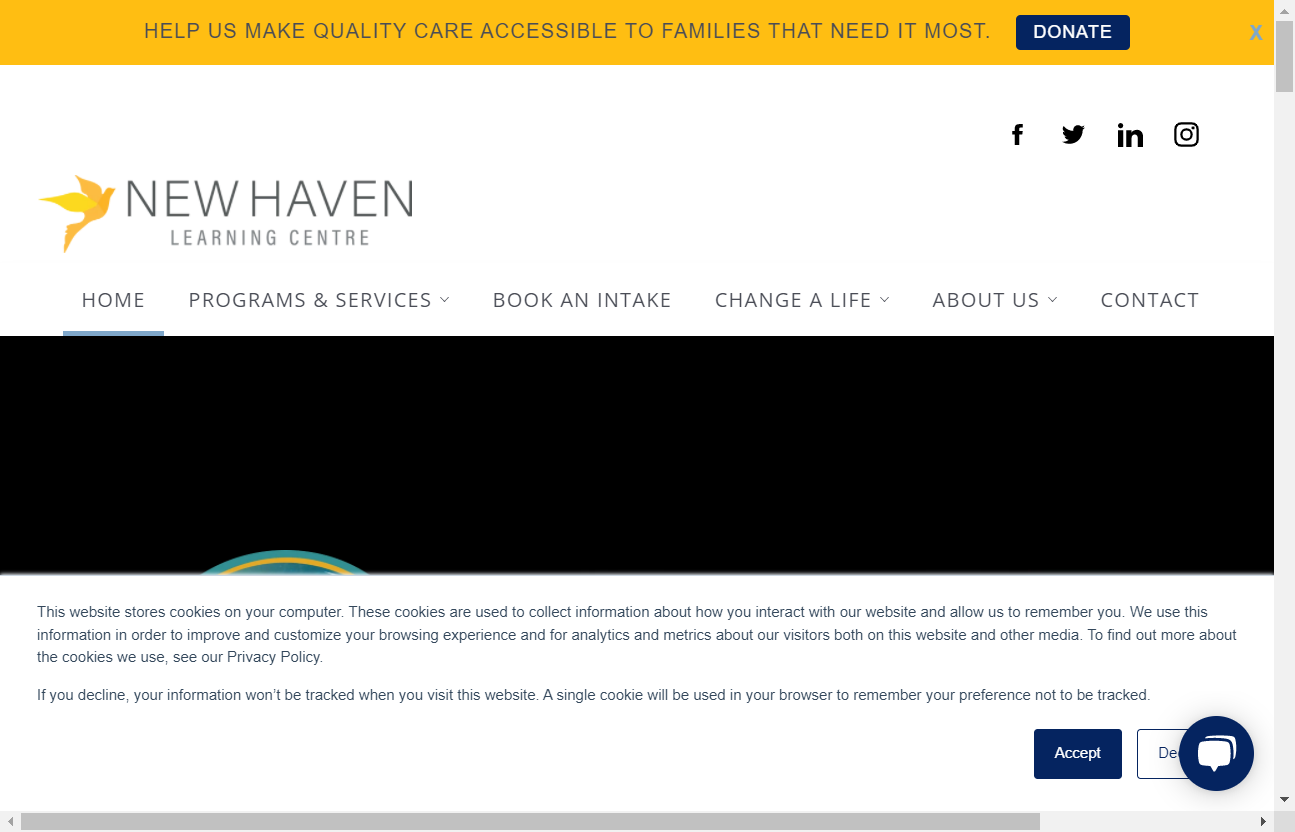 HELP US MAKE QUALITY CARE ACCESSIBLE TO FAMILIES THAT NEED IT MOST. DONATE X
NEW HAVEN
LEARNING CENTRE
HOME PROGRAMS & SERVICES BOOK AN INTAKE CHANGE A LIFE ABOUT US CONTACT
This website stores cookies on your computer. These cookies are used to collect information about how you interact with our website and allow us to remember you. We use this
information in order to improve and customize your browsing experience and for analytics and metrics about our visitors both on this website and other media. To find out more about
the cookies we use, see our Privacy Policy.
If you decline, your information won’t be tracked when you visit this website. A single cookie will be used in your browser to remember your preference not to be tracked.
Accept